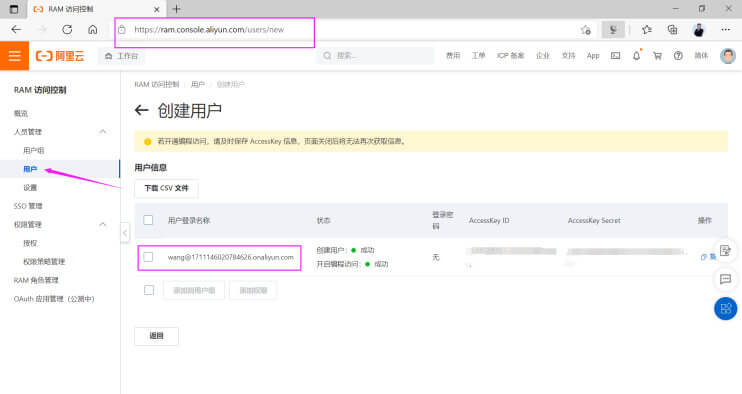 RAM 访问控制
https://ram.console.aliyun.com/users/new
阿里云
工作台
搜索...
费用 工单 ICP 备案 企业 支持 App 简体
RAM 访问控制
概览
人员管理
用户组
用户
设置
SSO 管理
权限管理
授权
权限策略管理
RAM 角色管理
OAuth 应用管理（公测中）
RAM 访问控制 / 用户 / 创建用户
创建用户
若开通编程访问，请及时保存 AccessKey 信息，页面关闭后将无法再次获取信息。
用户信息
下载 CSV 文件
用户登录名称 状态 登录密码 AccessKey ID AccessKey Secret 操作
wang@1711146020784626.onaliyun.com
创建用户： 成功
开启编程访问： 成功
无
添加到用户组 添加权限
返回